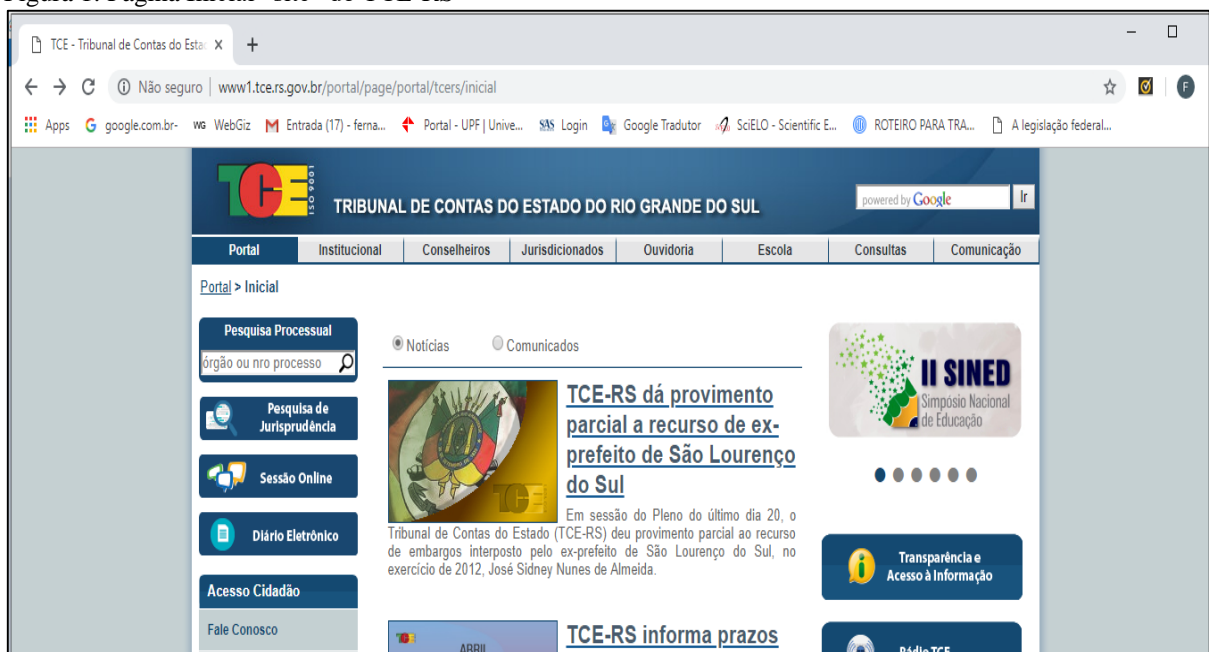 TCE - Tribunal de Contas do Esta
Não seguro | www1.tce.rs.gov.br/portal/page/portal/tcers/inicial
Apps google.com.br- WG WebGiz Entrada (17) - ferna... Portal - UPF | Unive... SAS Login Google Tradutor SciELO - Scientific E... ROTEIRO PARA TRA... A legislação federal...
TCE ISO 9001
TRIBUNAL DE CONTAS DO ESTADO DO RIO GRANDE DO SUL
powered by Google Ir
Portal Institucional Conselheiros Jurisdicionados Ouvidoria Escola Consultas Comunicação
Portal > Inicial
Pesquisa Processual
órgão ou nro processo
Pesquisa de
Jurisprudência
Sessão Online
Diário Eletrônico
Acesso Cidadão
Fale Conosco
Notícias Comunicados
TCE-RS dá provimento
parcial a recurso de ex-
prefeito de São Lourenço
do Sul
Em sessão do Pleno do último dia 20, o
Tribunal de Contas do Estado (TCE-RS) deu provimento parcial ao recurso
de embargos interposto pelo ex-prefeito de São Lourenço do Sul, no
exercício de 2012, José Sidney Nunes de Almeida.
TCE
ABRIL
TCE-RS informa prazos
II SINED
Simpósio Nacional
de Educação
Transparência e
Acesso à Informação
Rádio TCE